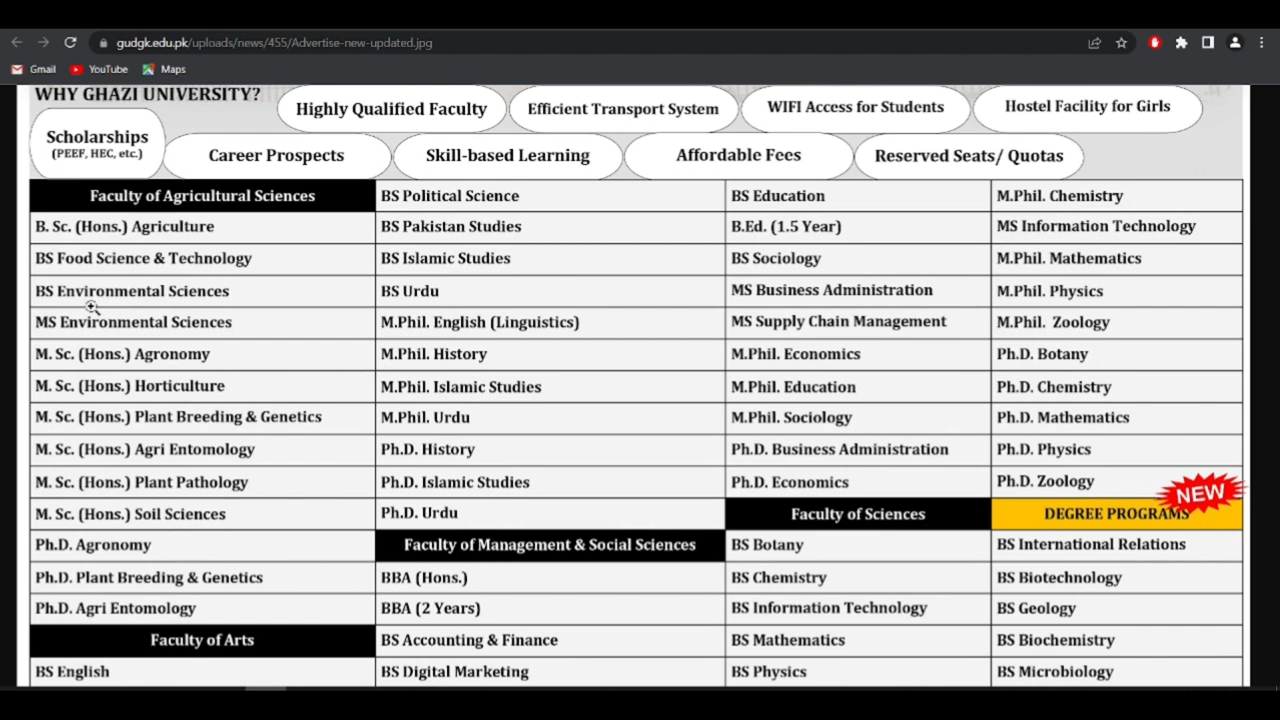 gudgk.edu.pk/uploads/news/455/Advertise-new-updated.jpg
Gmail
YouTube
Maps
WHY GHAZI UNIVERSITY?
Highly Qualified Faculty
Efficient Transport System
WIFI Access for Students
Hostel Facility for Girls
Scholarships
(PEEF, HEC, etc.)
Career Prospects
Skill-based Learning
Affordable Fees
Reserved Seats/ Quotas
Faculty of Agricultural Sciences
B. Sc. (Hons.) Agriculture
BS Food Science & Technology
BS Environmental Sciences
MS Environmental Sciences
M. Sc. (Hons.) Agronomy
M. Sc. (Hons.) Horticulture
M. Sc. (Hons.) Plant Breeding & Genetics
M. Sc. (Hons.) Agri Entomology
M. Sc. (Hons.) Plant Pathology
M. Sc. (Hons.) Soil Sciences
Ph.D. Agronomy
Ph.D. Plant Breeding & Genetics
Ph.D. Agri Entomology
Faculty of Arts
BS English
BS Political Science
BS Pakistan Studies
BS Islamic Studies
BS Urdu
M.Phil. English (Linguistics)
M.Phil. History
M.Phil. Islamic Studies
M.Phil. Urdu
Ph.D. History
Ph.D. Islamic Studies
Ph.D. Urdu
Faculty of Management & Social Sciences
BBA (Hons.)
BBA (2 Years)
BS Accounting & Finance
BS Digital Marketing
BS Education
B.Ed. (1.5 Year)
BS Sociology
MS Business Administration
MS Supply Chain Management
M.Phil. Economics
M.Phil. Education
M.Phil. Sociology
Ph.D. Business Administration
Ph.D. Economics
Faculty of Sciences
BS Botany
BS Chemistry
BS Information Technology
BS Mathematics
BS Physics
M.Phil. Chemistry
MS Information Technology
M.Phil. Mathematics
M.Phil. Physics
M.Phil. Zoology
Ph.D. Botany
Ph.D. Chemistry
Ph.D. Mathematics
Ph.D. Physics
Ph.D. Zoology
NEW
DEGREE PROGRAMS
BS International Relations
BS Biotechnology
BS Geology
BS Biochemistry
BS Microbiology